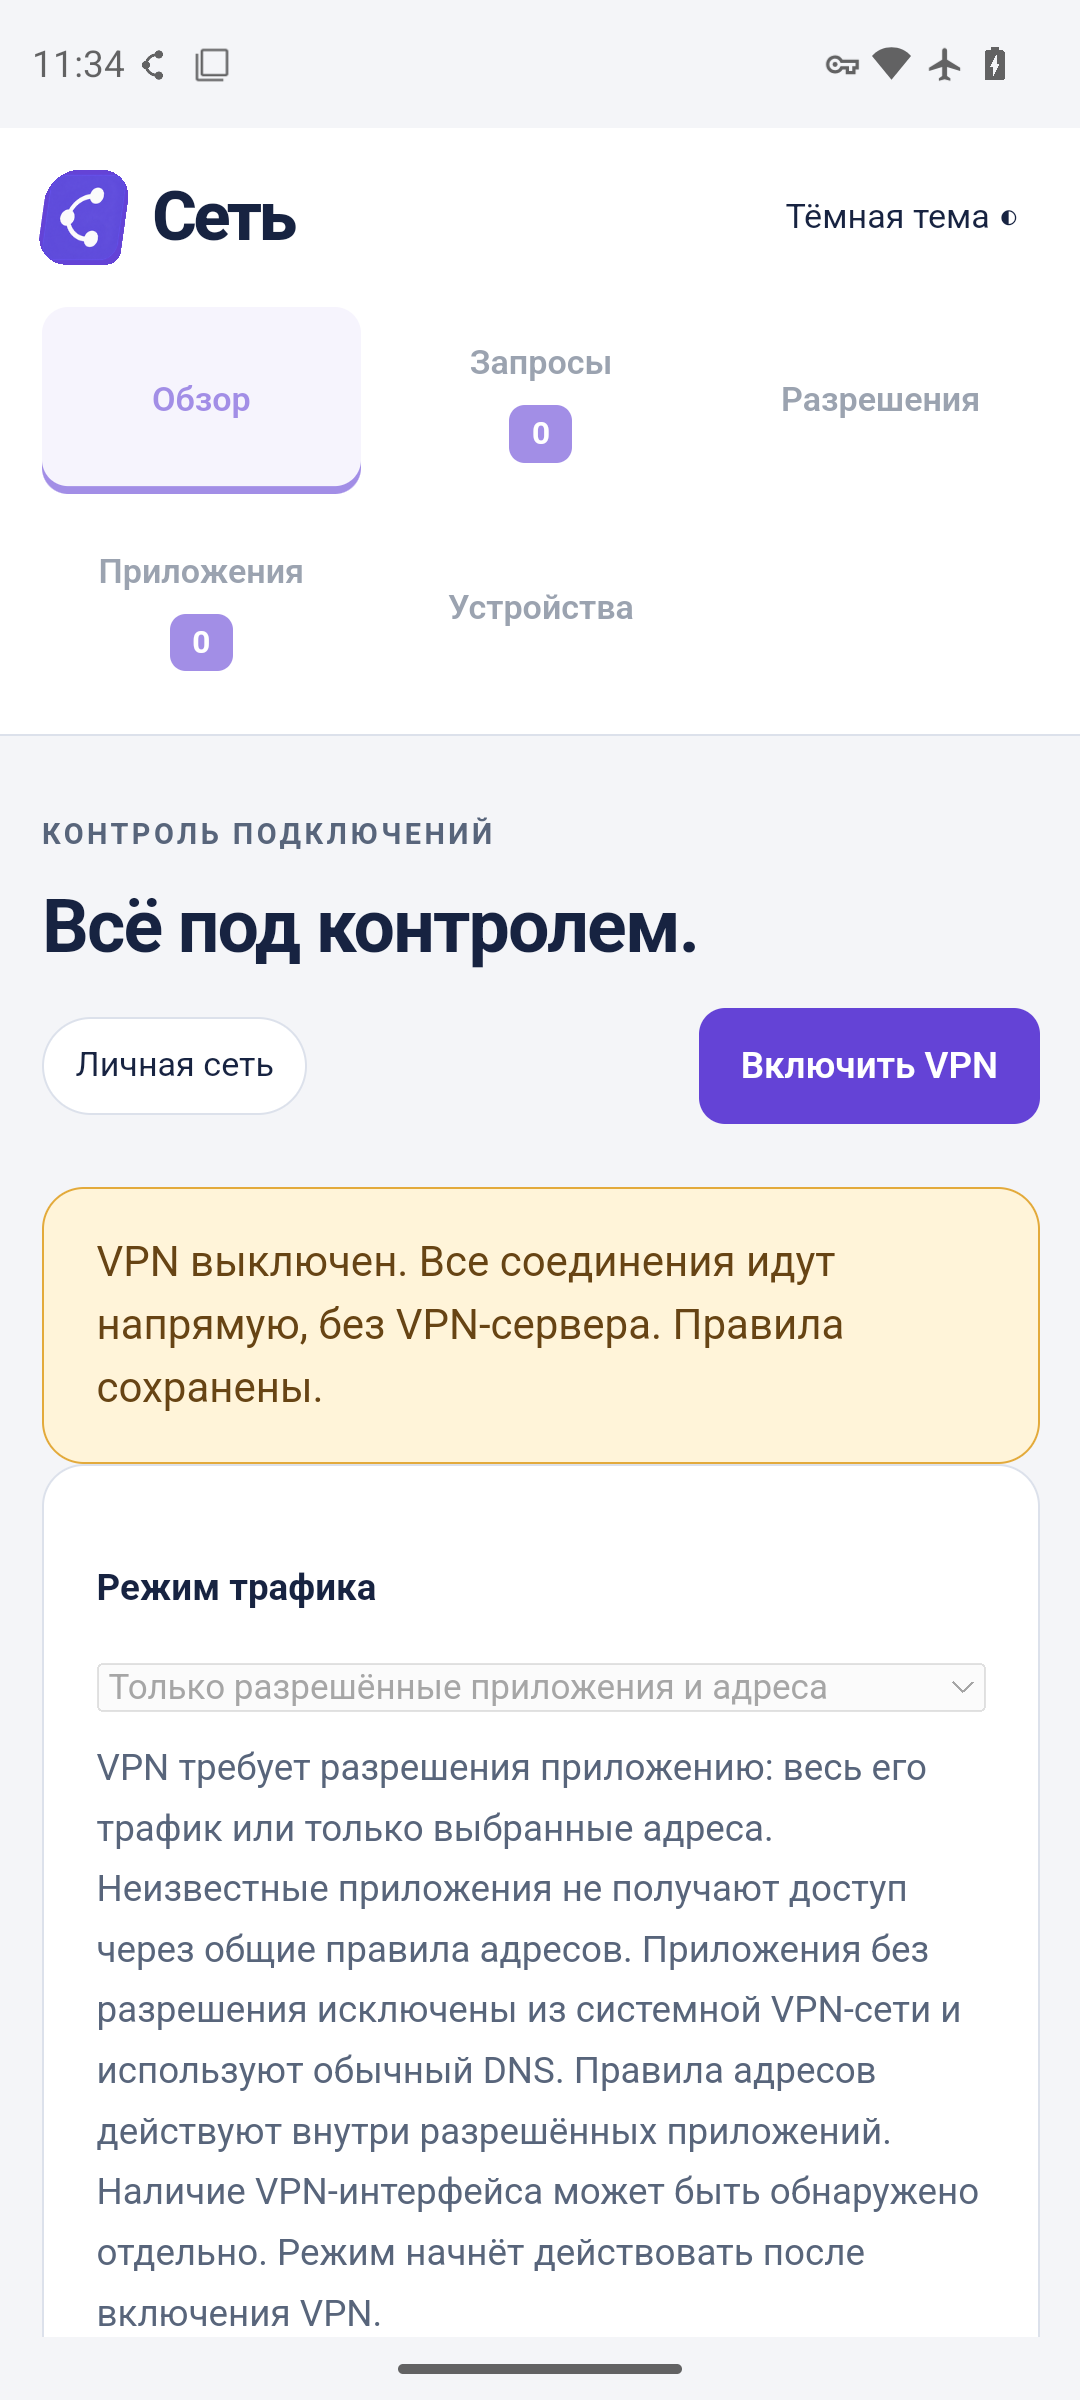 11:34
Сеть
Тёмная тема
Обзор
Запросы
0
Разрешения
Приложения
0
Устройства
КОНТРОЛЬ ПОДКЛЮЧЕНИЙ
Всё под контролем.
Личная сеть
Включить VPN
VPN выключен. Все соединения идут
напрямую, без VPN-сервера. Правила
сохранены.
Режим трафика
Только разрешённые приложения и адреса
VPN требует разрешения приложению: весь его
трафик или только выбранные адреса.
Неизвестные приложения не получают доступ
через общие правила адресов. Приложения без
разрешения исключены из системной VPN-сети и
используют обычный DNS. Правила адресов
действуют внутри разрешённых приложений.
Наличие VPN-интерфейса может быть обнаружено
отдельно. Режим начнёт действовать после
включения VPN.